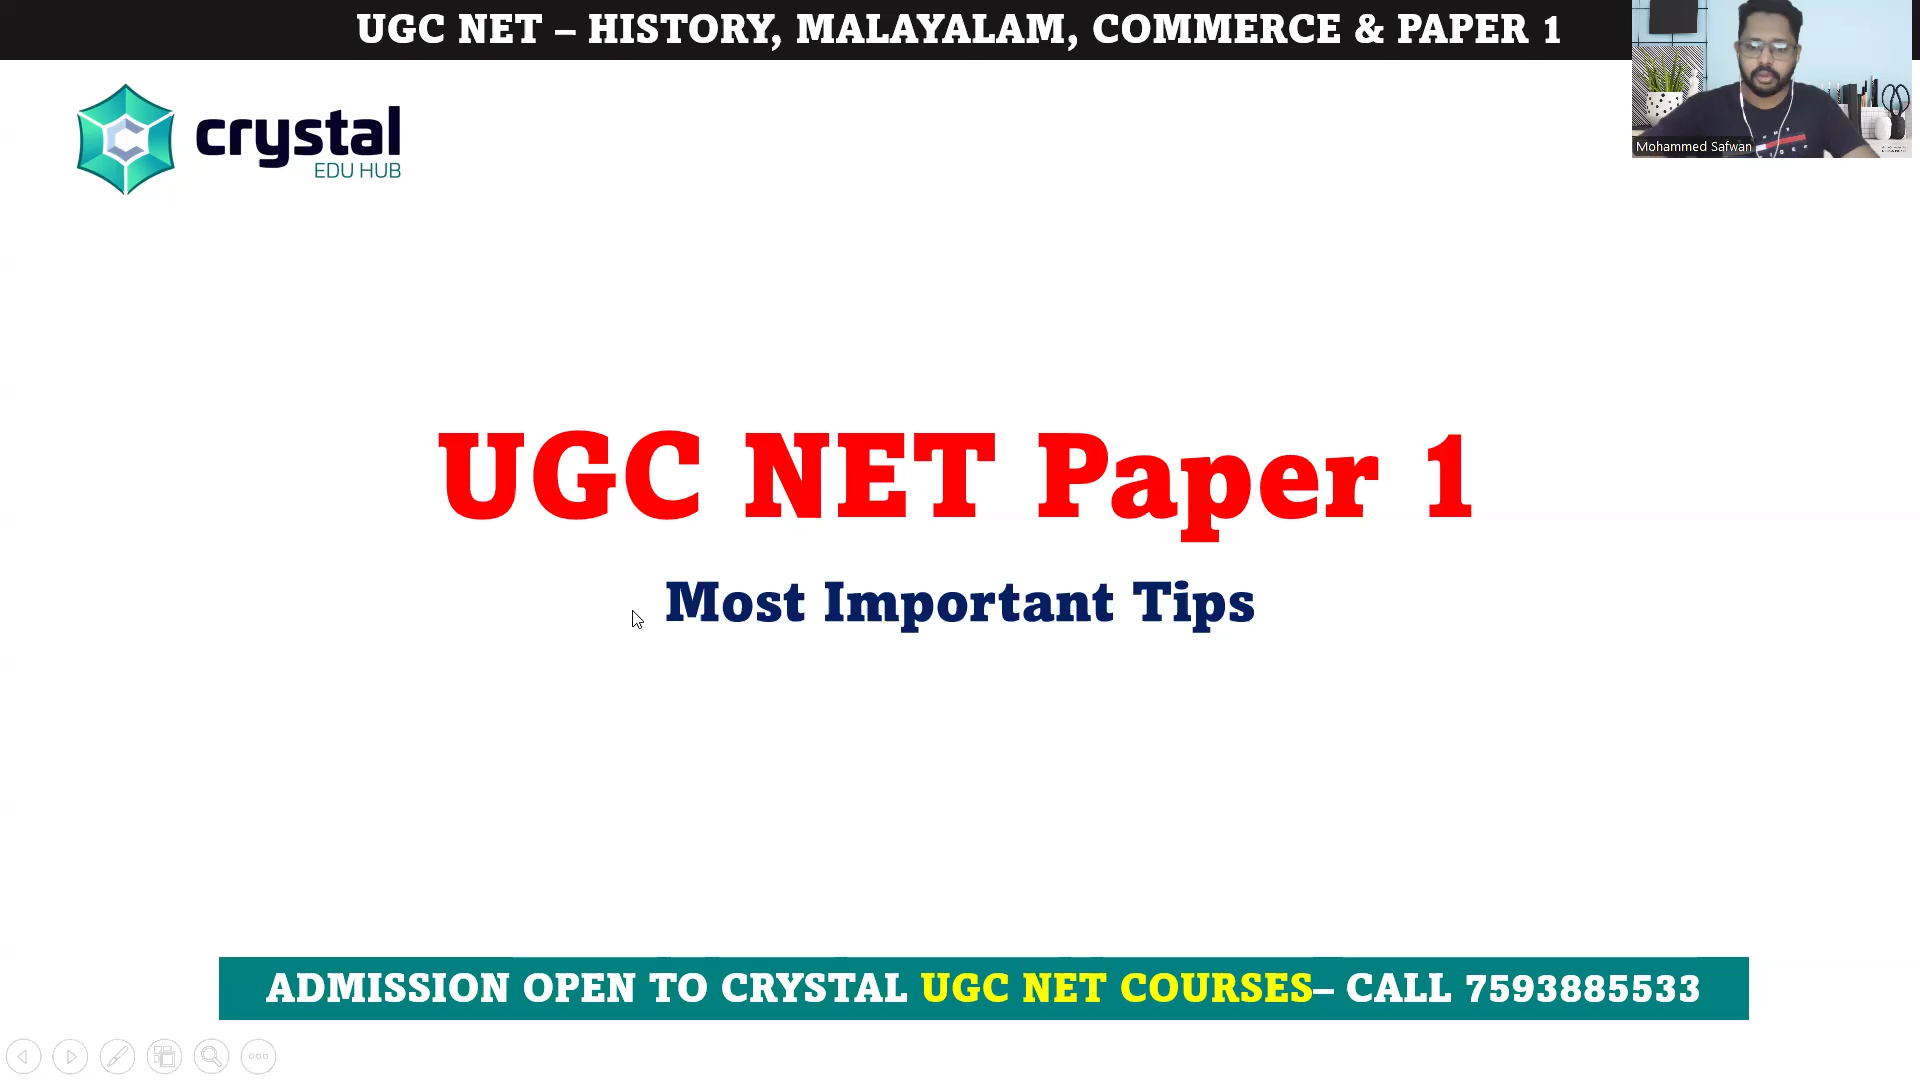 UGC NET – HISTORY, MALAYALAM, COMMERCE & PAPER 1
crystal
EDU HUB
Mohammed Safwan
UGC NET Paper 1
Most Important Tips
ADMISSION OPEN TO CRYSTAL UGC NET COURSES– CALL 7593885533